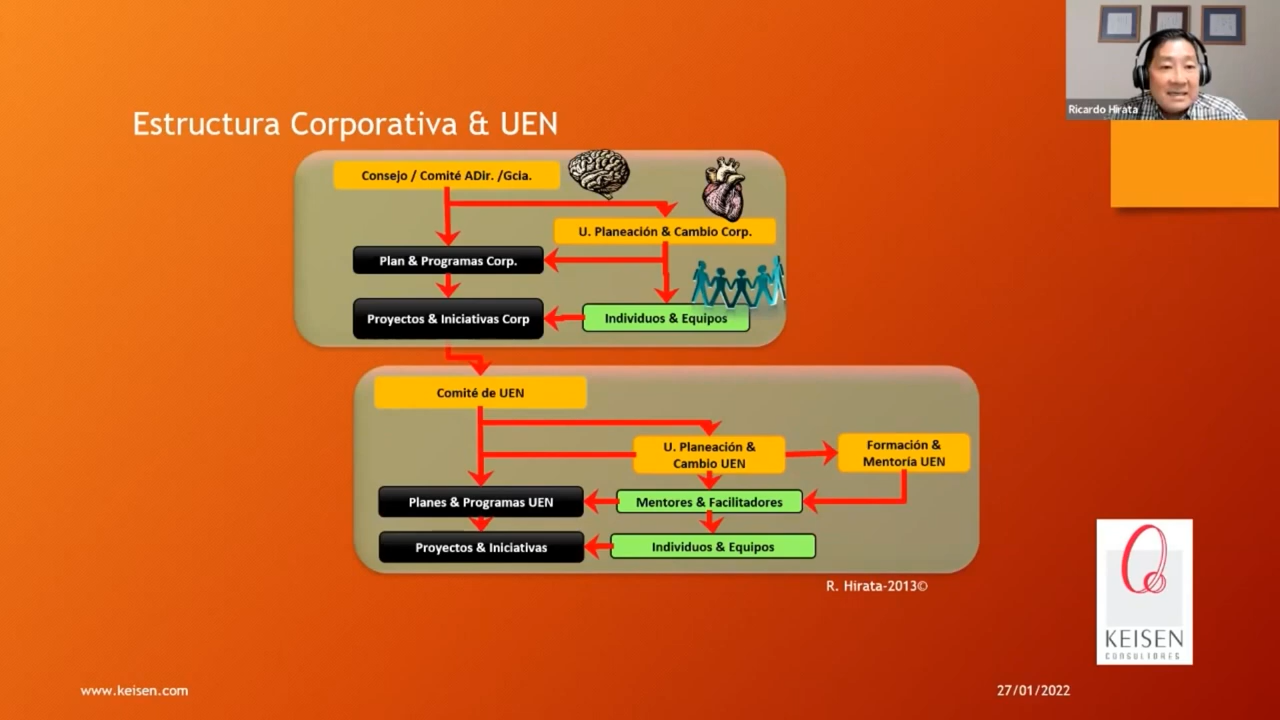 Ricardo Hirata
Estructura Corporativa & UEN
Consejo / Comité ADir. /Gcia.
U. Planeación & Cambio Corp.
Plan & Programas Corp.
Proyectos & Iniciativas Corp
Individuos & Equipos
Comité de UEN
U. Planeación &
Cambio UEN
Formación &
Mentoría UEN
Planes & Programas UEN
Mentores & Facilitadores
Proyectos & Iniciativas
Individuos & Equipos
R. Hirata-2013©
KEISEN
CONSULTORES
www.keisen.com
27/01/2022